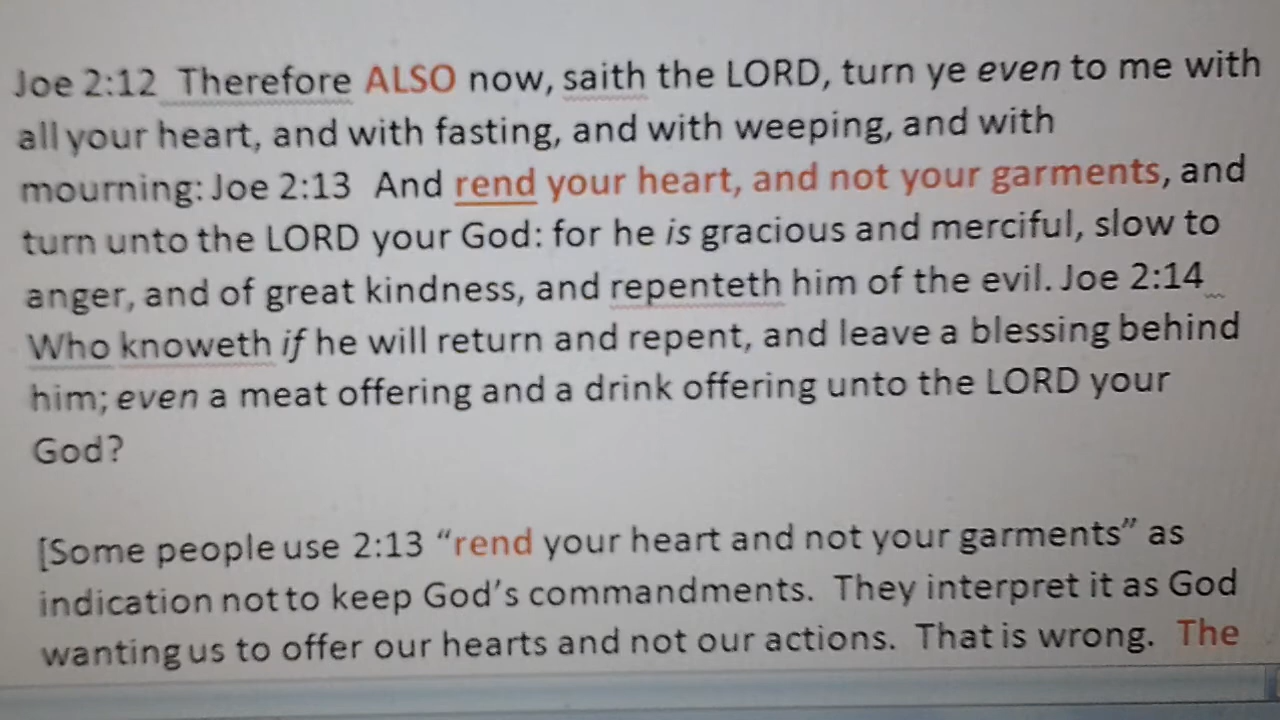 Joe 2:12 Therefore ALSO now, saith the LORD, turn ye even to me with
all your heart, and with fasting, and with weeping, and with
mourning: Joe 2:13 And rend your heart, and not your garments, and
turn unto the LORD your God: for he is gracious and merciful, slow to
anger, and of great kindness, and repenteth him of the evil. Joe 2:14
Who knoweth if he will return and repent, and leave a blessing behind
him; even a meat offering and a drink offering unto the LORD your
God?
[Some people use 2:13 “rend your heart and not your garments” as
indication not to keep God’s commandments. They interpret it as God
wanting us to offer our hearts and not our actions. That is wrong. The